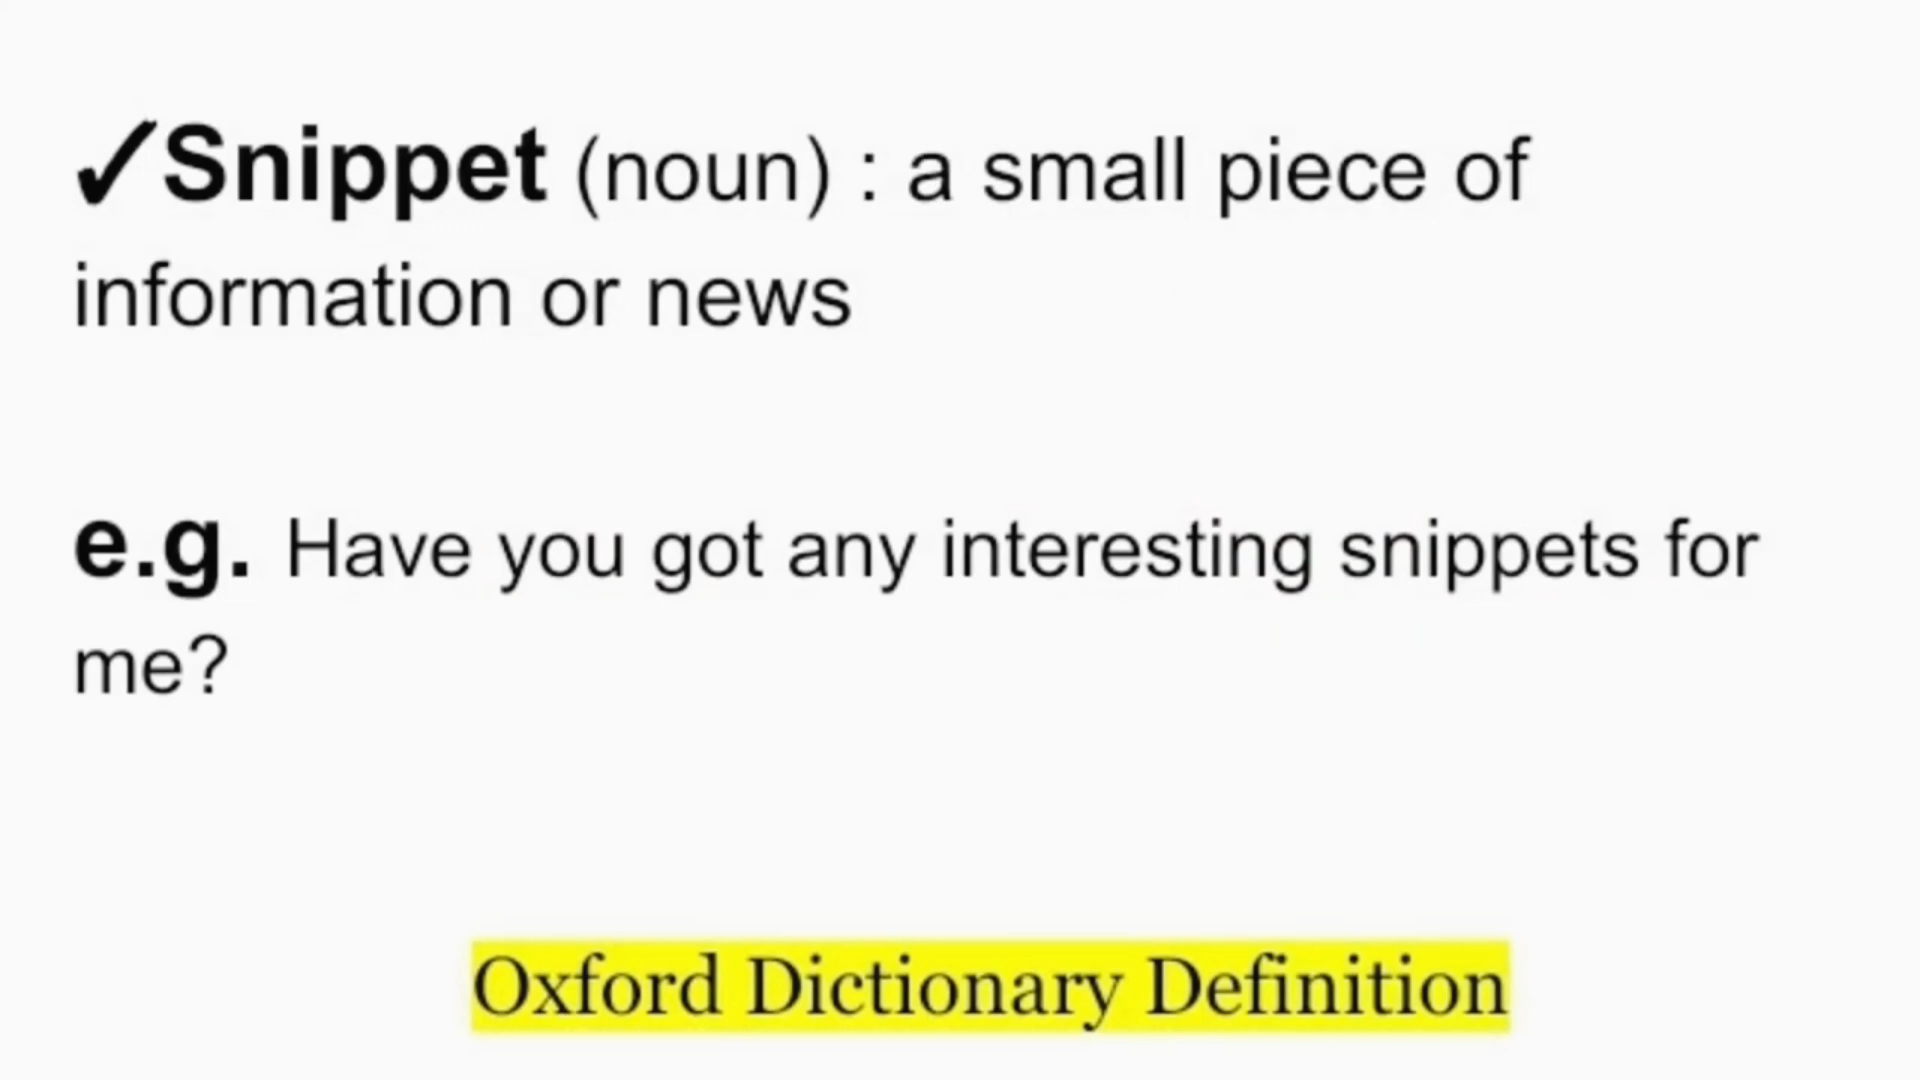 ✓Snippet (noun) : a small piece of
information or news
e.g. Have you got any interesting snippets for
me?
Oxford Dictionary Definition